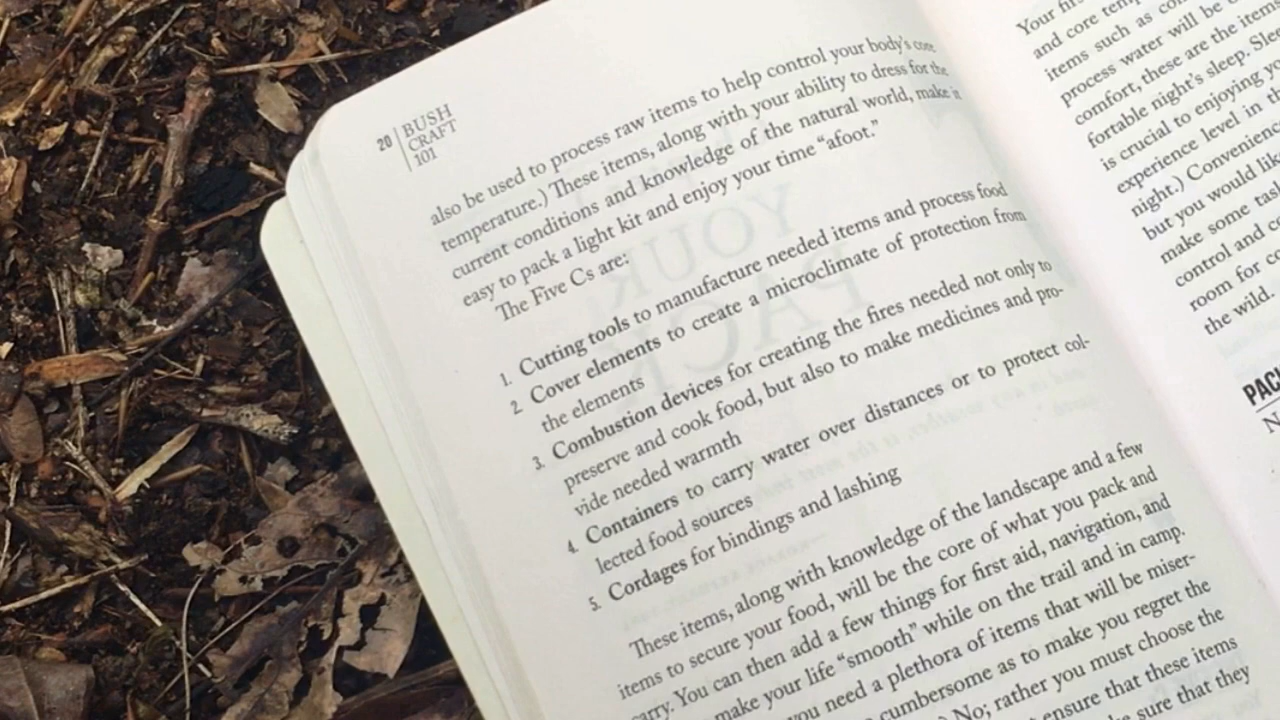 20
BUSH
CRAFT
101
also be used to process raw items to help control your body's core
temperature.) These items, along with your ability to dress for the
current conditions and knowledge of the natural world, make it
easy to pack a light kit and enjoy your time “afoot.”
The Five Cs are:
1. Cutting tools to manufacture needed items and process food
2 Cover elements to create a microclimate of protection from
the elements
3. Combustion devices for creating the fires needed not only to
preserve and cook food, but also to make medicines and pro-
vide needed warmth
4. Containers to carry water over distances or to protect col-
lected food sources
5. Cordages for bindings and lashing
These items, along with knowledge of the landscape and a few
items to secure your food, will be the core of what you pack and
carry. You can then add a few things for first aid, navigation, and
make your life “smooth” while on the trail and in camp.
you need a plethora of items that will be miser-
cumbersome as to make you regret the
No; rather you must choose the
ensure that these items
sure that they
Your
and core
items such as
process water will be
comfort, these are the items
fortable night's sleep.
is crucial to enjoying
experience level in
night.)
but you would
make some
control and
room for
the wild.